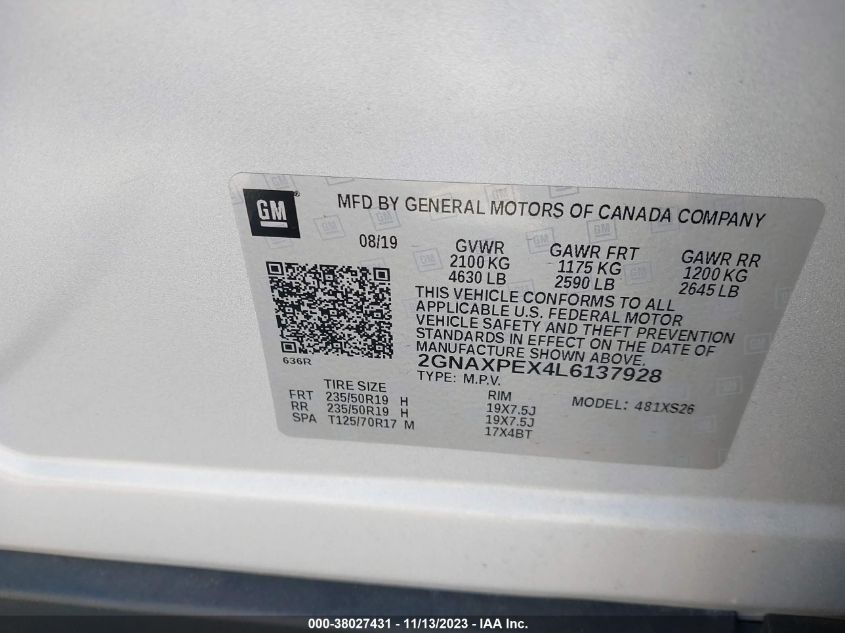 GM ® MFD BY GENERAL MOTORS OF CANADA COMPANY
08/19 GVWR GAWR FRT GAWR RR
2100 KG 1175 KG 1200 KG
4630 LB 2590 LB 2645 LB
THIS VEHICLE CONFORMS TO ALL
APPLICABLE U.S. FEDERAL MOTOR
VEHICLE SAFETY AND THEFT PREVENTION
STANDARDS IN EFFECT ON THE DATE OF
MANUFACTURE SHOWN ABOVE.
636R 2GNAXPEX4L6137928
TYPE: M.P.V.
TIRE SIZE RIM MODEL: 481XS26
FRT 235/50R19 H 19X7.5J
RR 235/50R19 H 19X7.5J
SPA T125/70R17 M 17X4BT
000-38027431 - 11/13/2023 - IAA Inc.